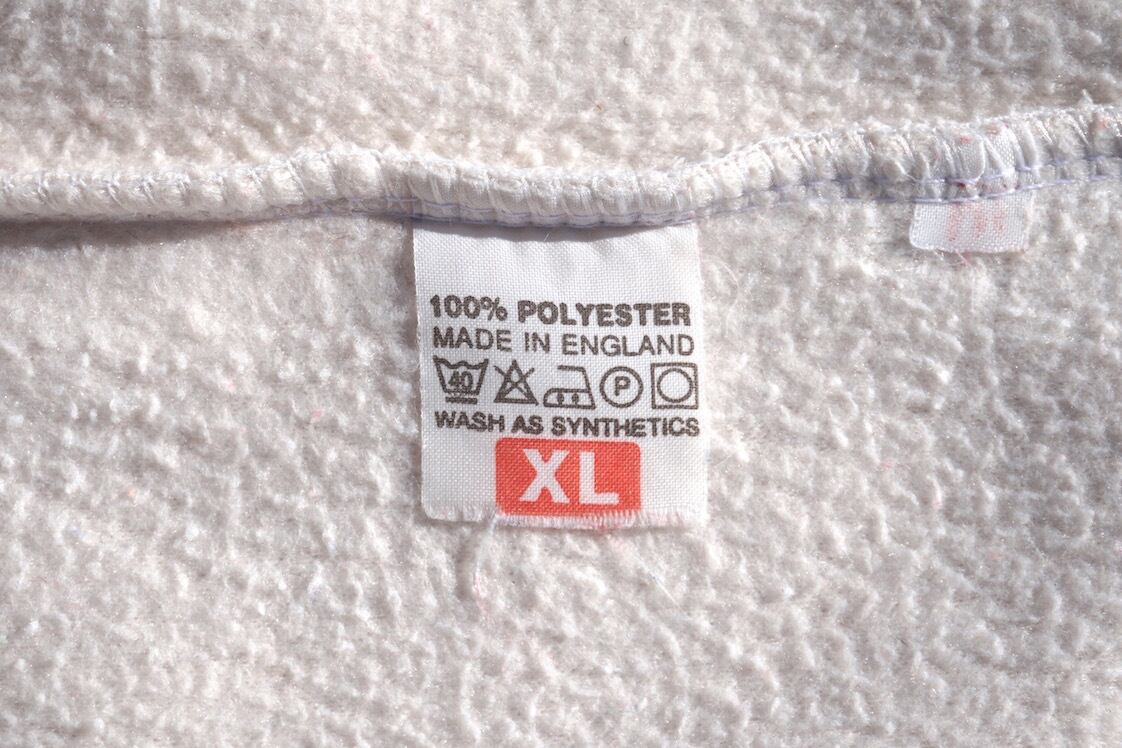 100% POLYESTER
MADE IN ENGLAND
40 P
WASH AS SYNTHETICS
XL